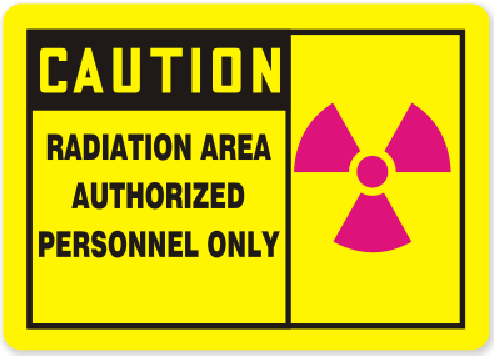 CAUTION
RADIATION AREA
AUTHORIZED
PERSONNEL ONLY